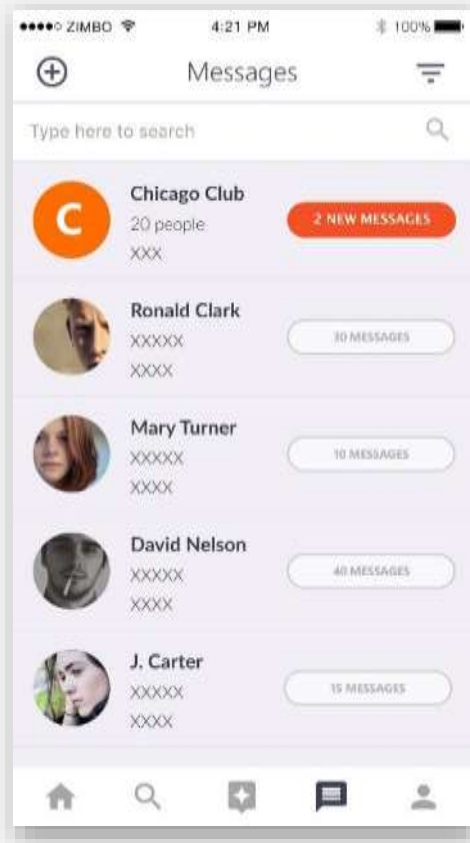 ZIMBO 4:21 PM 100%
Messages
Type here to search
C
Chicago Club
20 people
XXX
2 NEW MESSAGES
Ronald Clark
XXXXX
XXXX
30 MESSAGES
Mary Turner
XXXXX
XXXX
10 MESSAGES
David Nelson
XXXXX
XXXX
40 MESSAGES
J. Carter
XXXXX
XXXX
15 MESSAGES